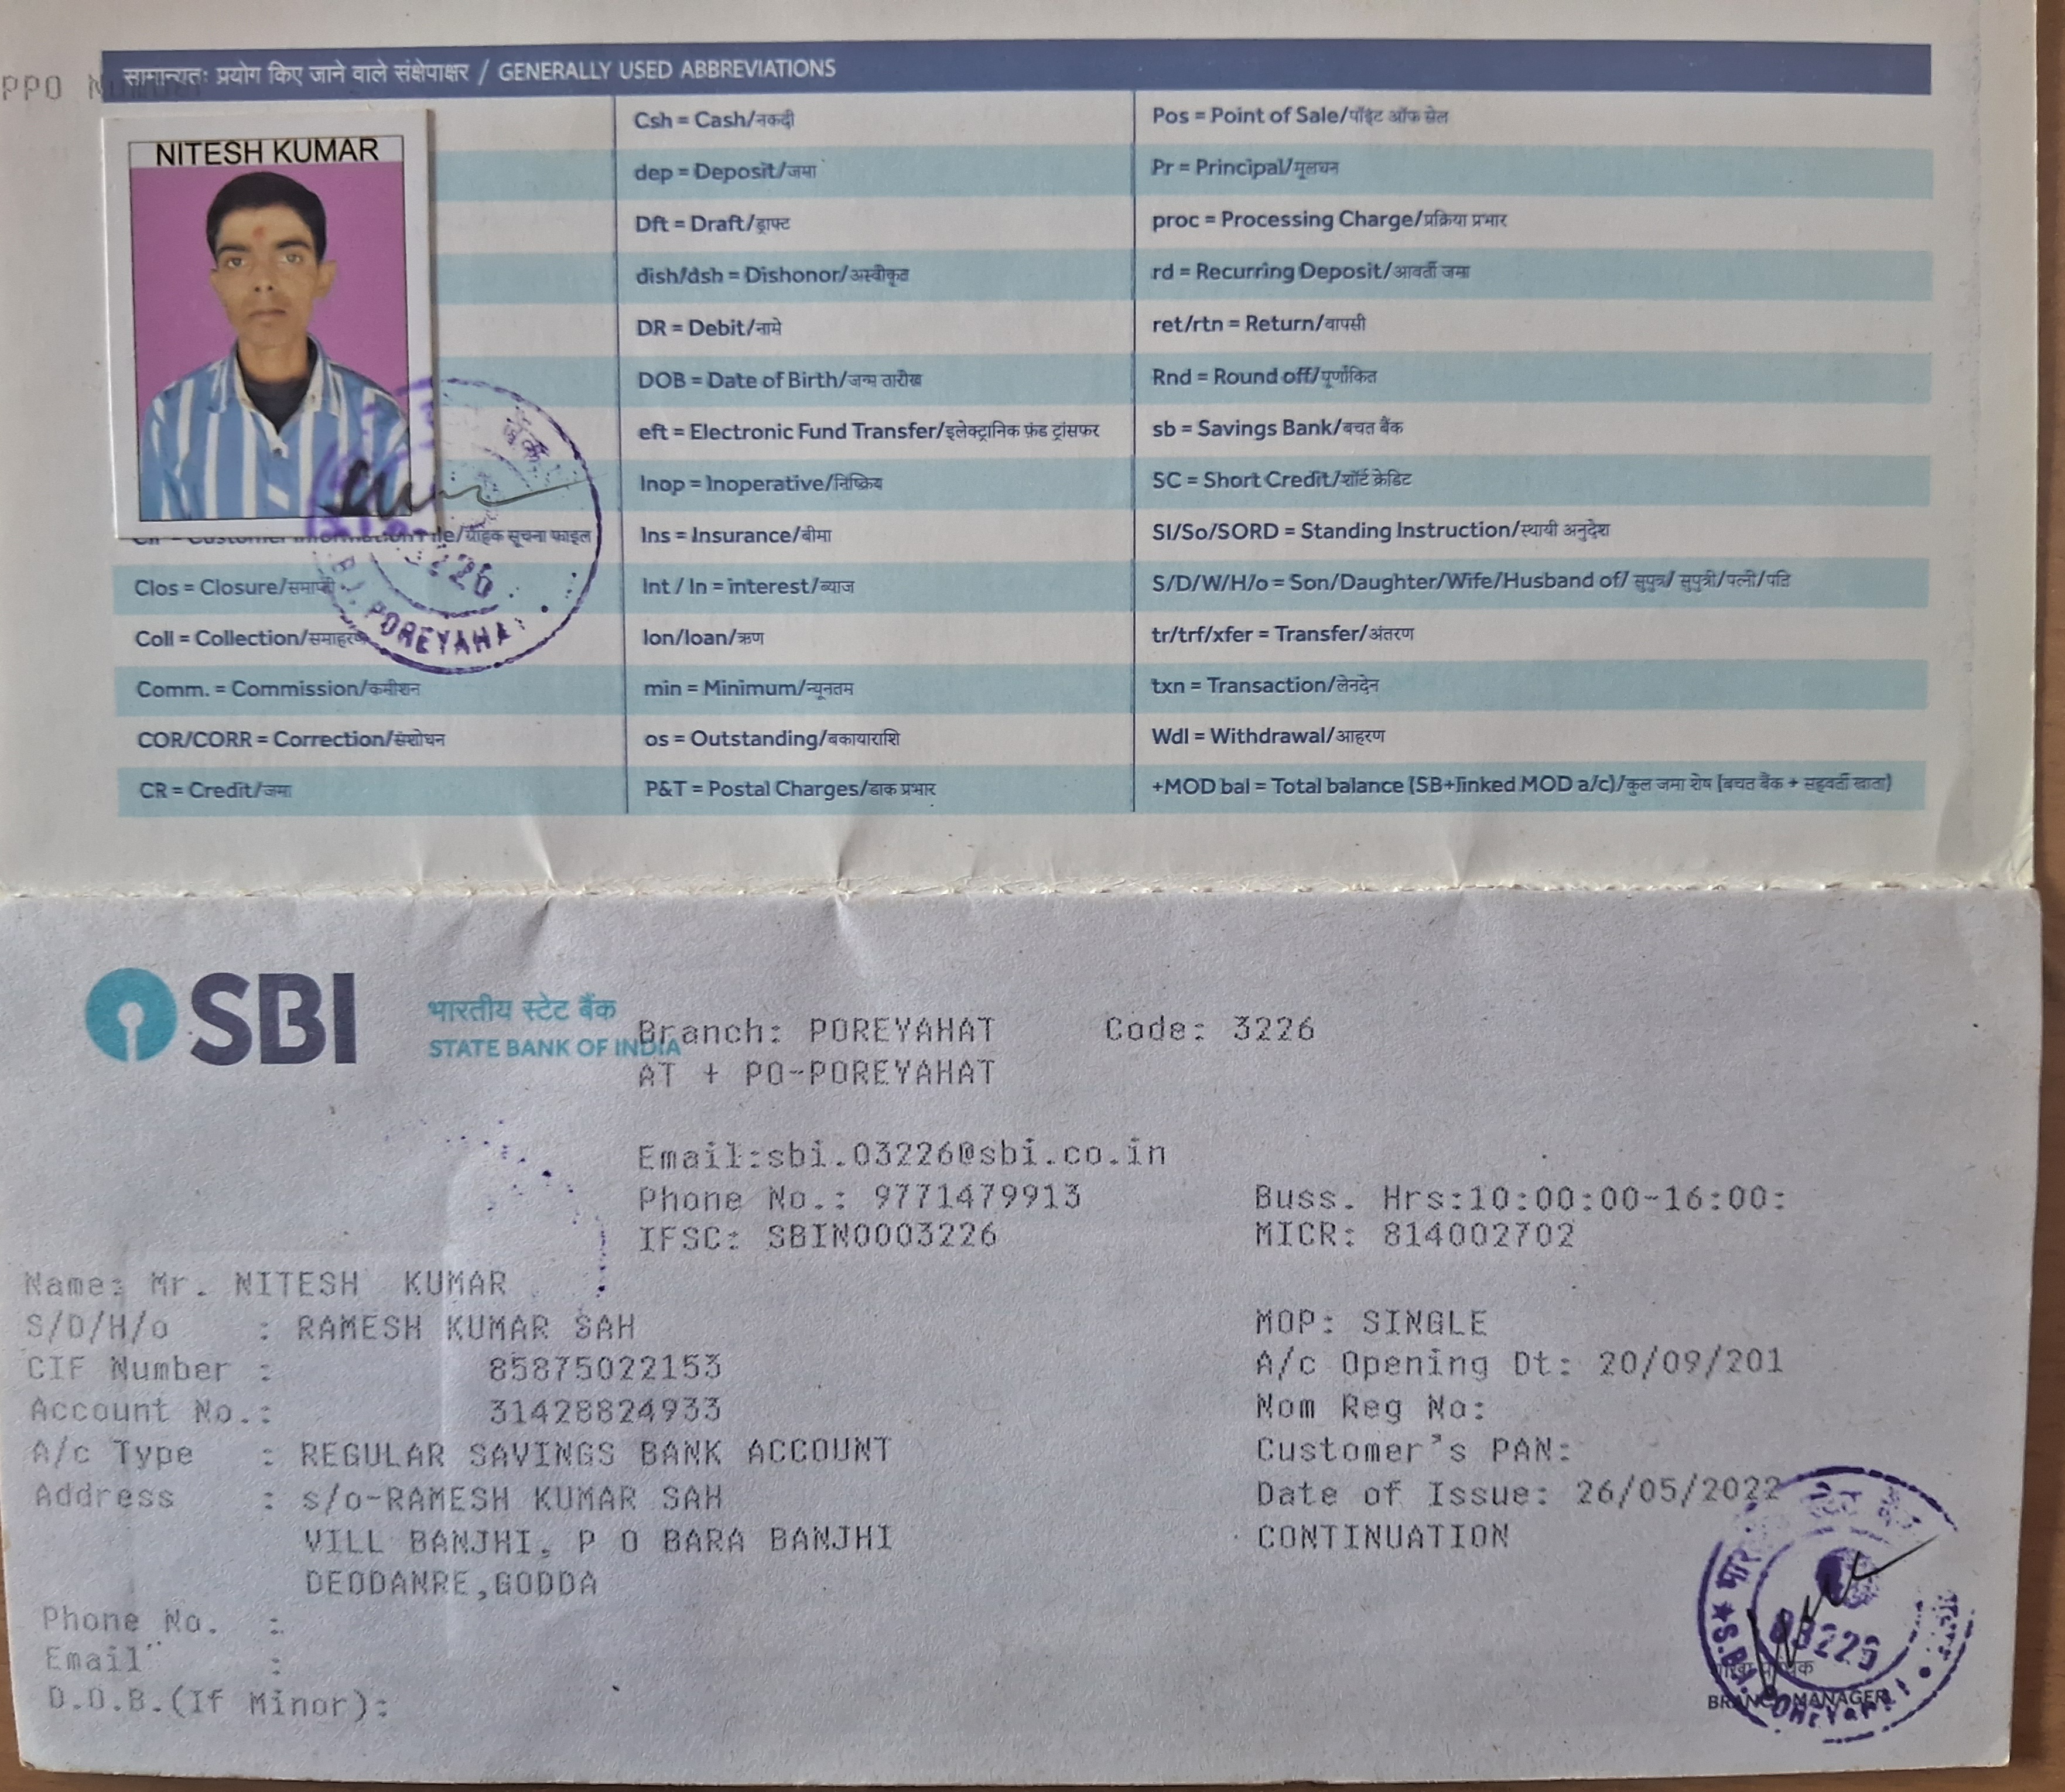 सामान्यतः प्रयोग किए जाने वाले संक्षेपाक्षर / GENERALLY USED ABBREVIATIONS
PPO
NITESH KUMAR
Csh = Cash/नकदी
Pos = Point of Sale/पॉइंट ऑफ सेल
dep = Deposit/जमा
Pr = Principal/मूलधन
Dft = Draft/ड्राफ्ट
proc = Processing Charge/प्रक्रिया प्रभार
dish/dsh = Dishonor/अस्वीकृत
rd = Recurring Deposit/आवर्ती जमा
DR = Debit/नामे
ret/rtn = Return/वापसी
DOB = Date of Birth/जन्म तारीख
Rnd = Round off/पूर्णांकित
eft = Electronic Fund Transfer/इलेक्ट्रानिक फ़ंड ट्रांसफर
sb = Savings Bank/बचत बैंक
Inop = Inoperative/निष्क्रिय
SC = Short Credit/शॉर्ट क्रेडिट
ग्राहक सूचना फाइल
Ins = Insurance/बीमा
SI/So/SORD = Standing Instruction/स्थायी अनुदेश
Clos = Closure/
Int / In = interest/ब्याज
S/D/W/H/o = Son/Daughter/Wife/Husband of/ सुपुत्र/ सुपुत्री/पत्नी/पति
Coll = Collection/समाहरण
lon/loan/ऋण
tr/trf/xfer = Transfer/अंतरण
Comm. = Commission/कमीशन
min = Minimum/न्यूनतम
txn = Transaction/लेनदेन
COR/CORR = Correction/संशोधन
os = Outstanding/बकायाराशि
Wdl = Withdrawal/आहरण
CR = Credit/जमा
P&T = Postal Charges/डाक प्रभार
+MOD bal = Total balance (SB+linked MOD a/c)/कुल जमा शेष (बचत बैंक + सहवर्ती खाता)
POREYAHAT
SBI
भारतीय स्टेट बैंक
STATE BANK OF INDIA
Branch: POREYAHAT Code: 3226
AT + PO-POREYAHAT
Email:sbi.03226@sbi.co.in
Phone No.: 9771479913 Buss. Hrs:10:00:00-16:00:
IFSC: SBIN0003226 MICR: 814002702
Name: Mr. NITESH KUMAR
S/D/H/o : RAMESH KUMAR SAH MOP: SINGLE
CIF Number : 85875022153 A/c Opening Dt: 20/09/201
Account No.: 31428824933 Nom Reg No:
A/c Type : REGULAR SAVINGS BANK ACCOUNT Customer's PAN:
Address : s/o-RAMESH KUMAR SAH Date of Issue: 26/05/2022
VILL BANJHI, P O BARA BANJHI CONTINUATION
DEODANRE,GODDA
Phone No. :
Email :
D.O.B.(If Minor):
03226
BRANCH MANAGER